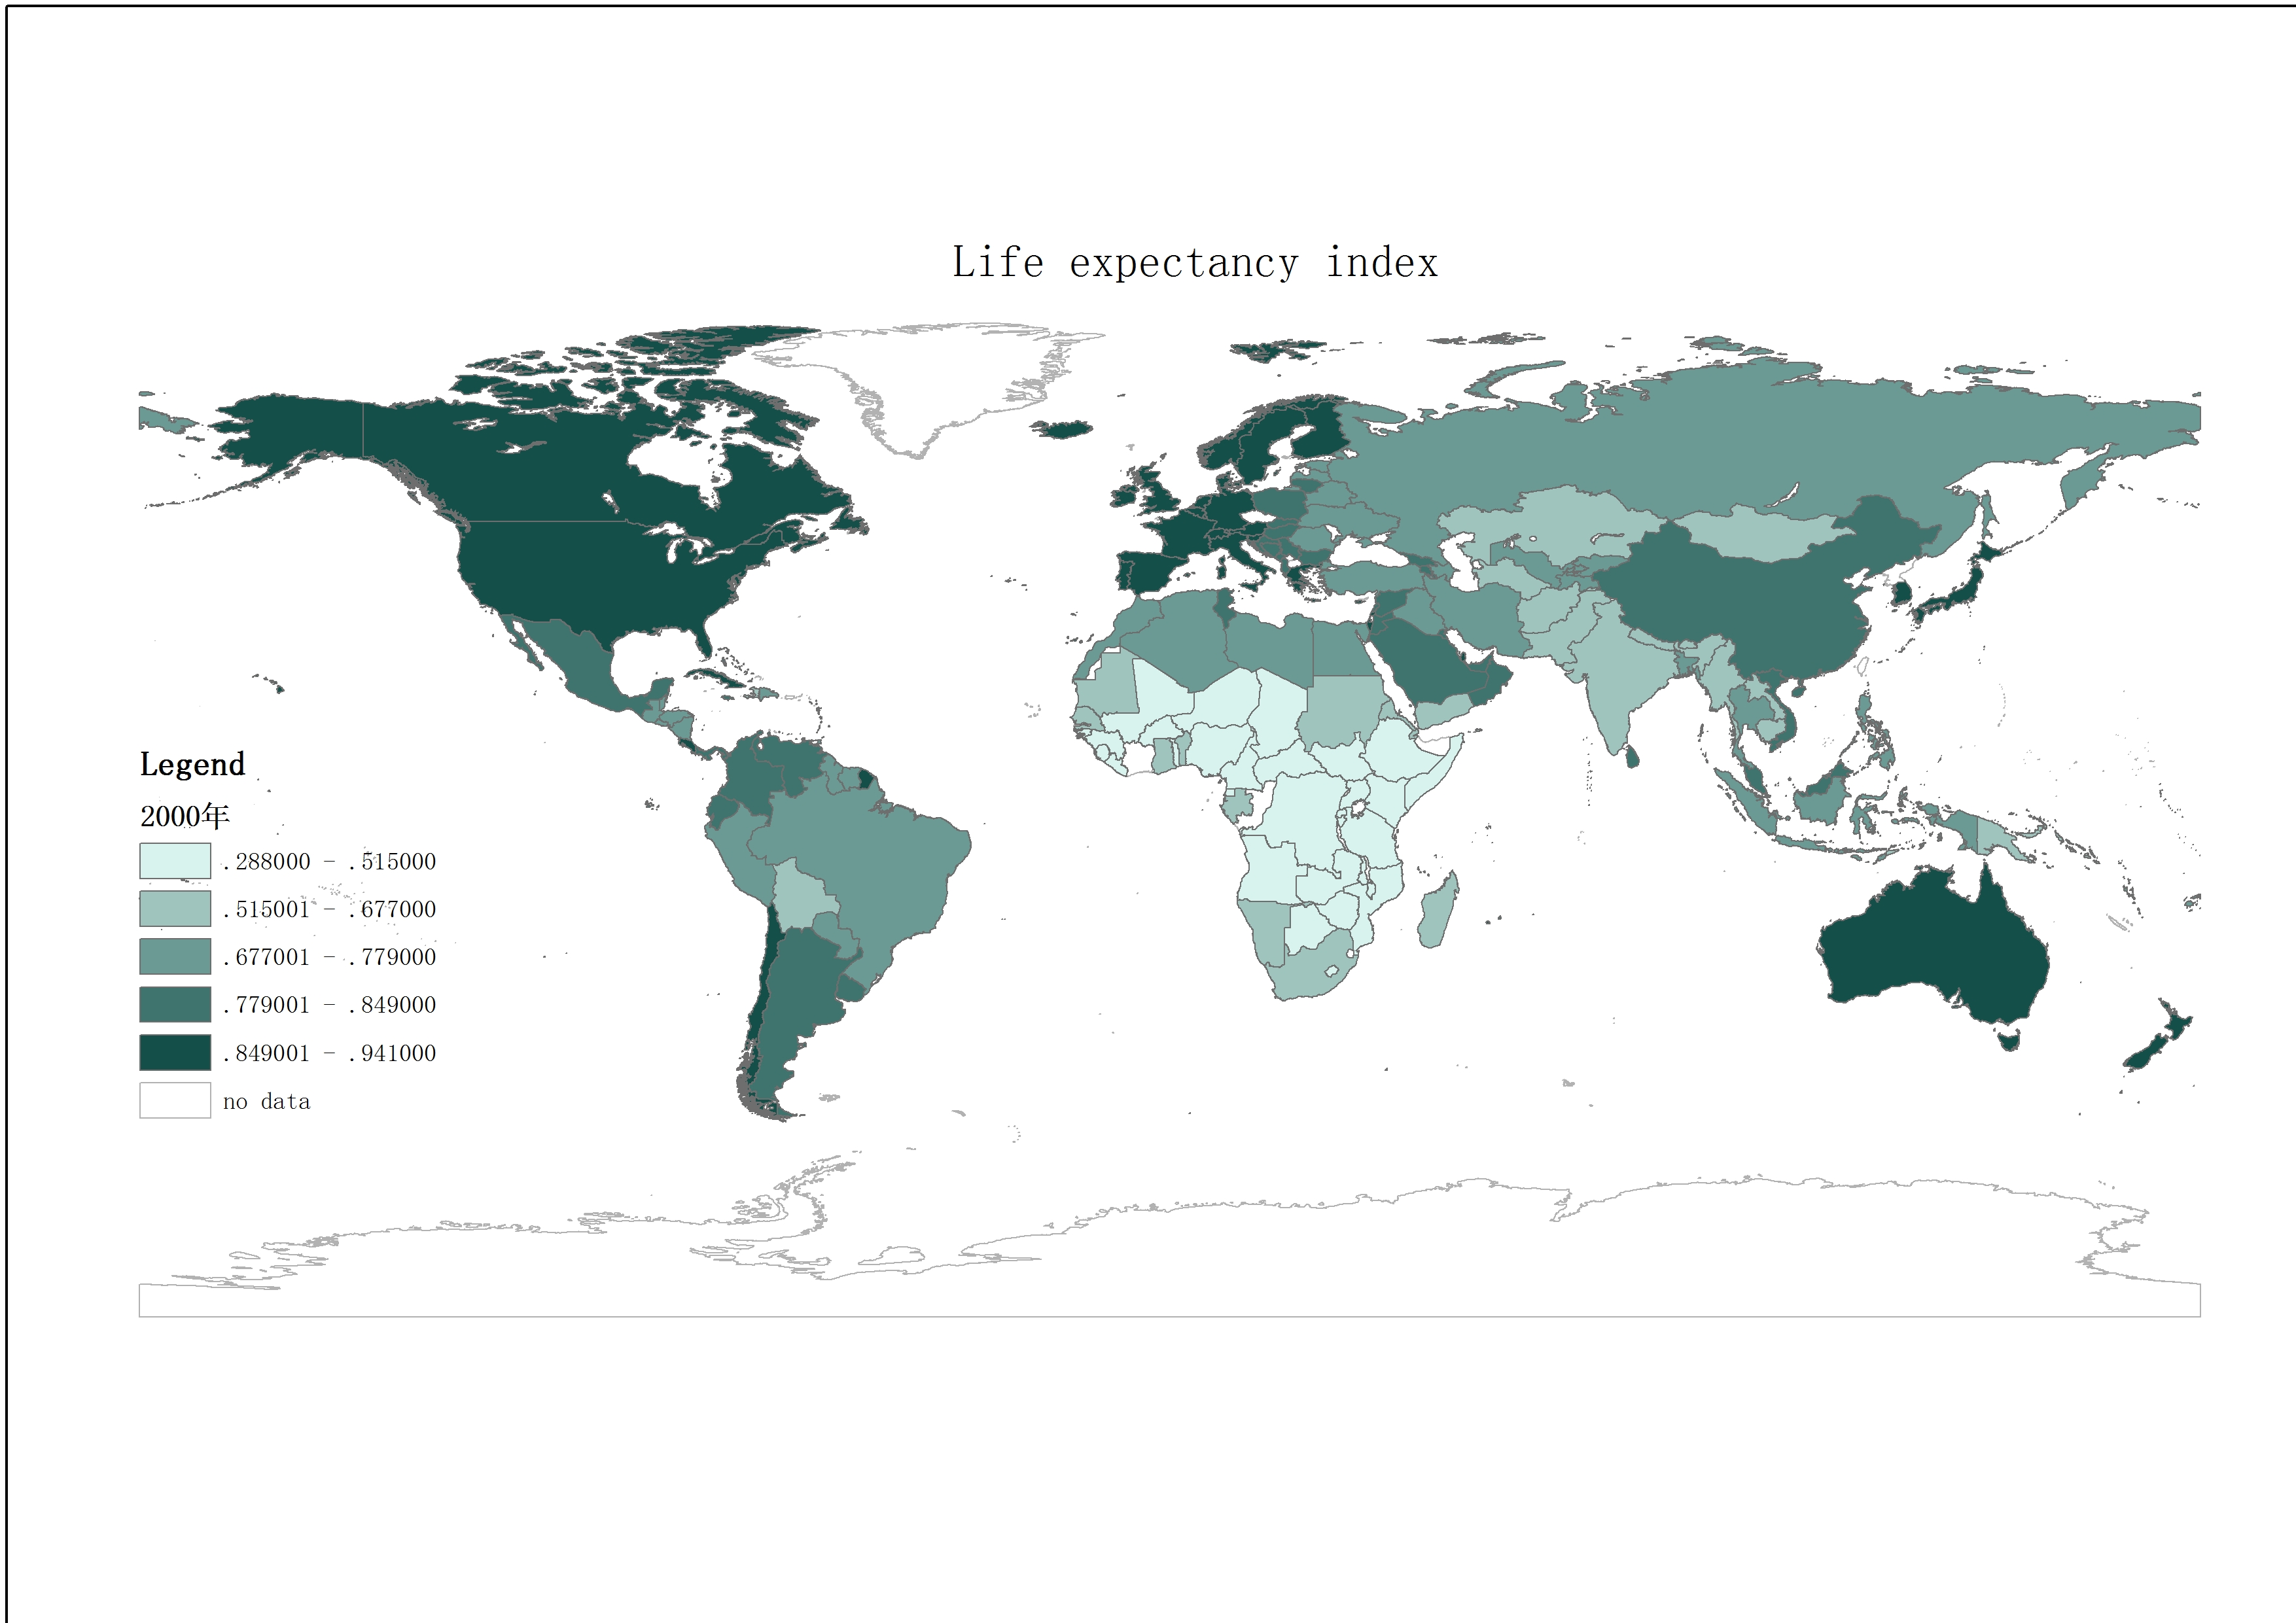 Life expectancy index
Legend
2000年
.288000 - .515000
.515001 - .677000
.677001 - .779000
.779001 - .849000
.849001 - .941000
no data